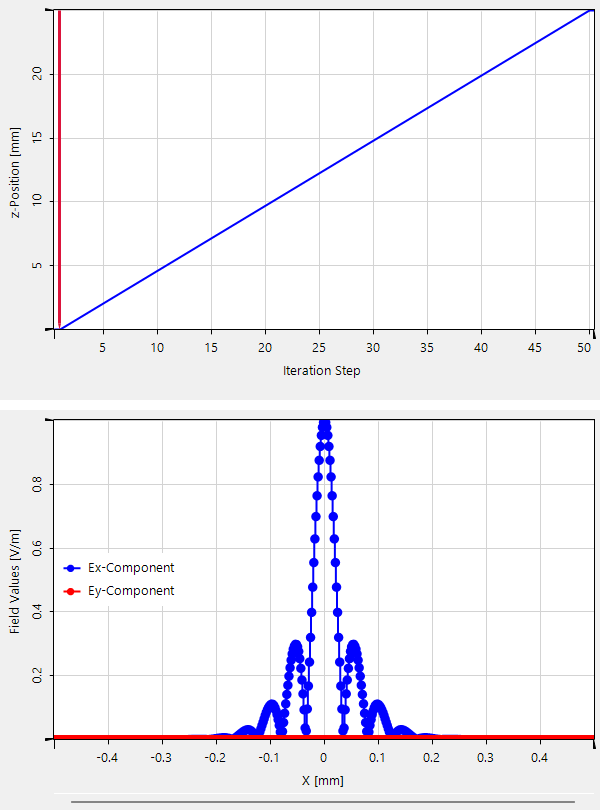 20
15
10
5
z-Position [mm]
5 10 15 20 25 30 35 40 45 50
Iteration Step
0.8
0.6
0.4
0.2
Field Values [V/m]
Ex-Component
Ey-Component
-0.4 -0.3 -0.2 -0.1 0 0.1 0.2 0.3 0.4
X [mm]